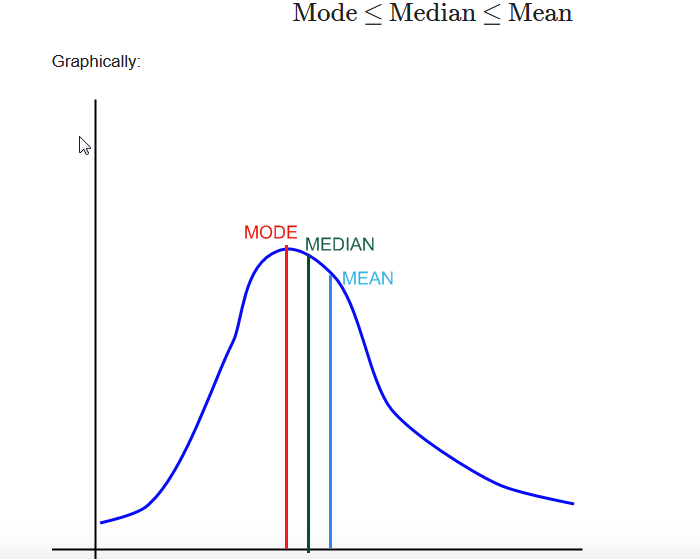 Mode ≤ Median ≤ Mean
Graphically:
MODE
MEDIAN
MEAN